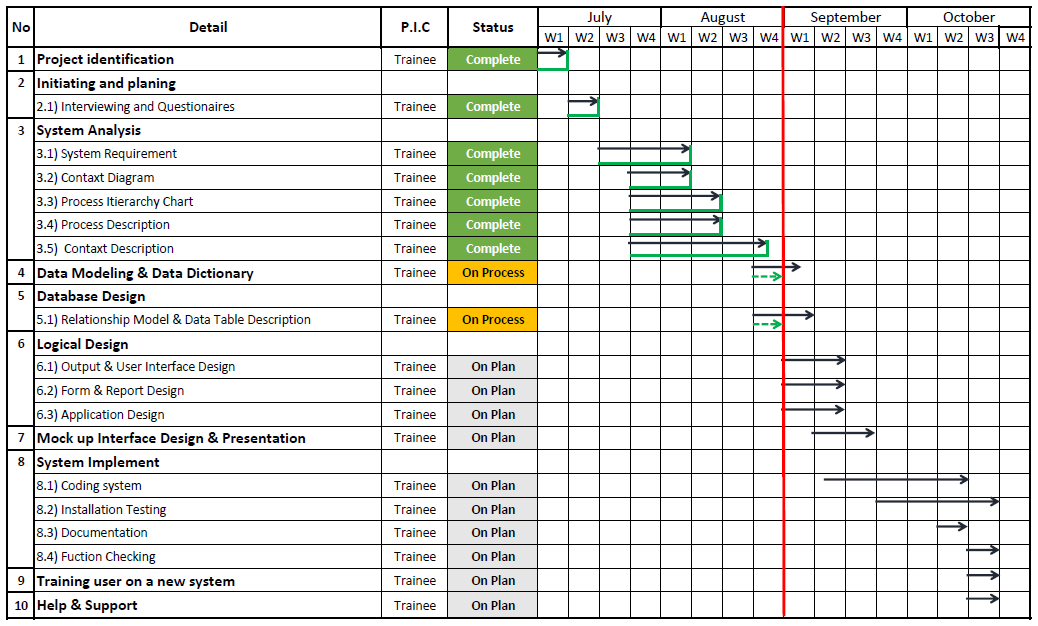 No Detail P.I.C Status July August September October
W1 W2 W3 W4 W1 W2 W3 W4 W1 W2 W3 W4 W1 W2 W3 W4
1 Project identification Trainee Complete
2 Initiating and planing
2.1) Interviewing and Questionaires Trainee Complete
3 System Analysis
3.1) System Requirement Trainee Complete
3.2) Contaxt Diagram Trainee Complete
3.3) Process Itierarchy Chart Trainee Complete
3.4) Process Description Trainee Complete
3.5) Contaxt Description Trainee Complete
4 Data Modeling & Data Dictionary Trainee On Process
5 Database Design
5.1) Relationship Model & Data Table Description Trainee On Process
6 Logical Design
6.1) Output & User Interface Design Trainee On Plan
6.2) Form & Report Design Trainee On Plan
6.3) Application Design Trainee On Plan
7 Mock up Interface Design & Presentation Trainee On Plan
8 System Implement
8.1) Coding system Trainee On Plan
8.2) Installation Testing Trainee On Plan
8.3) Documentation Trainee On Plan
8.4) Fuction Checking Trainee On Plan
9 Training user on a new system Trainee On Plan
10 Help & Support Trainee On Plan